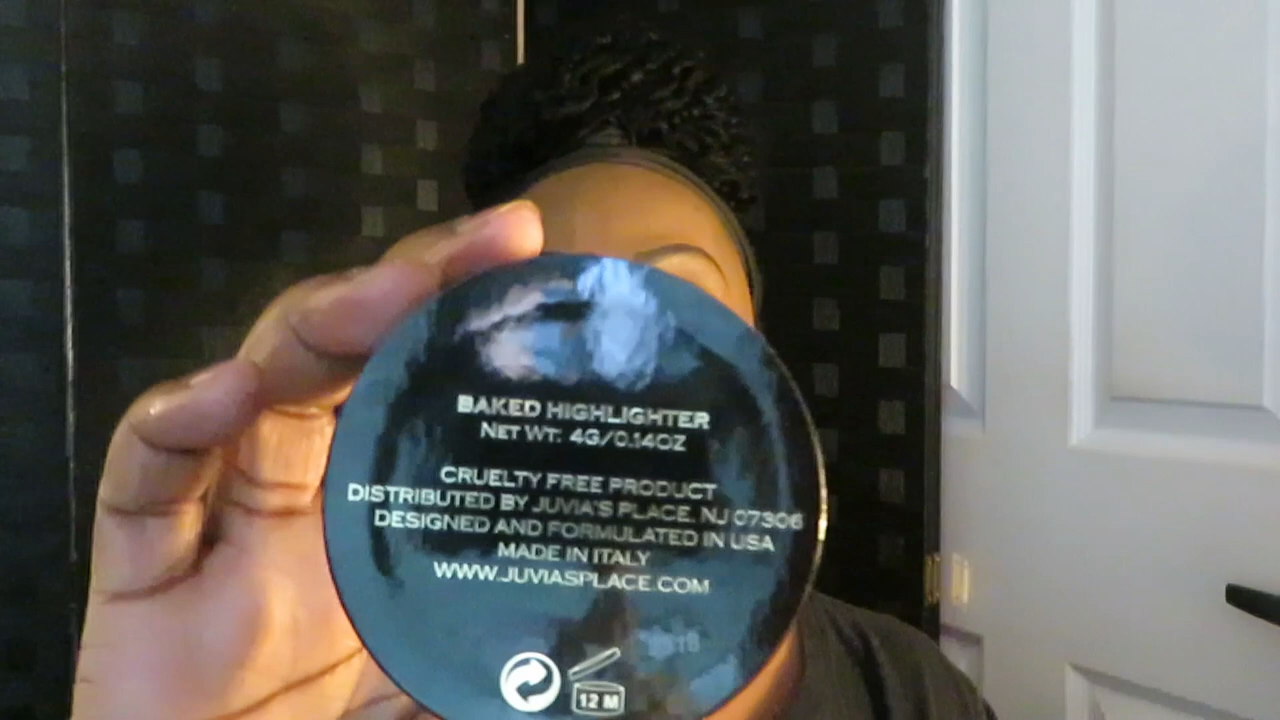 BAKED HIGHLIGHTER
NET WT: 4G/0.14OZ
CRUELTY FREE PRODUCT
DISTRIBUTED BY JUVIA'S PLACE, NJ 07306
DESIGNED AND FORMULATED IN USA
MADE IN ITALY
WWW.JUVIASPLACE.COM
12 M